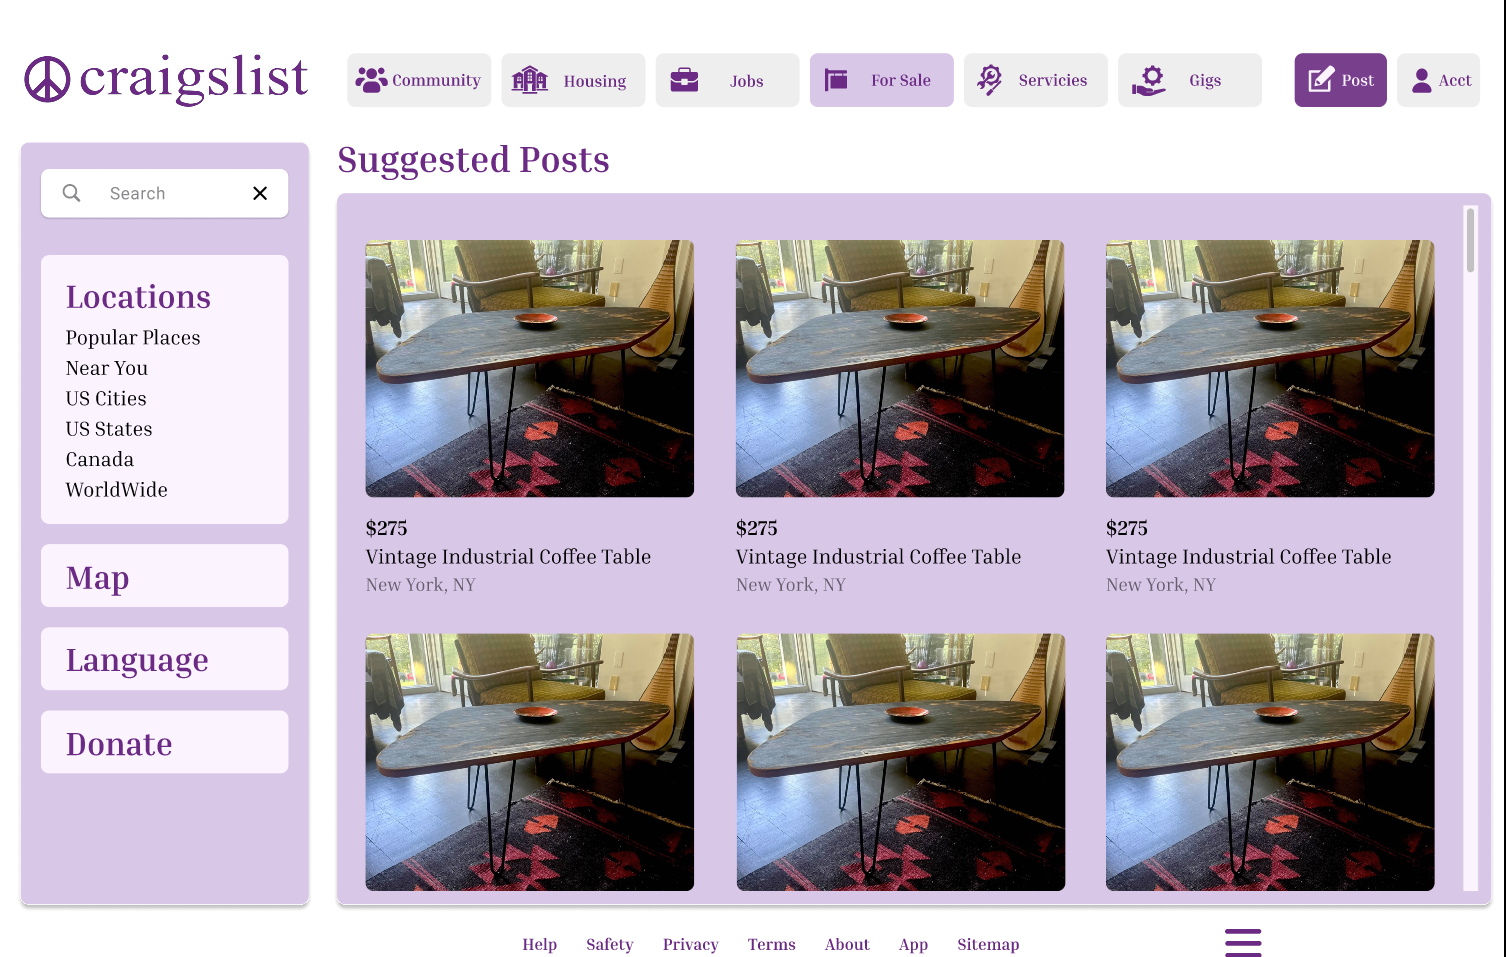 craigslist
Community
Housing
Jobs
For Sale
Servicies
Gigs
Post
Acct
Search
Locations
Popular Places
Near You
US Cities
US States
Canada
WorldWide
Map
Language
Donate
Suggested Posts
$275
Vintage Industrial Coffee Table
New York, NY
$275
Vintage Industrial Coffee Table
New York, NY
$275
Vintage Industrial Coffee Table
New York, NY
Help
Safety
Privacy
Terms
About
App
Sitemap